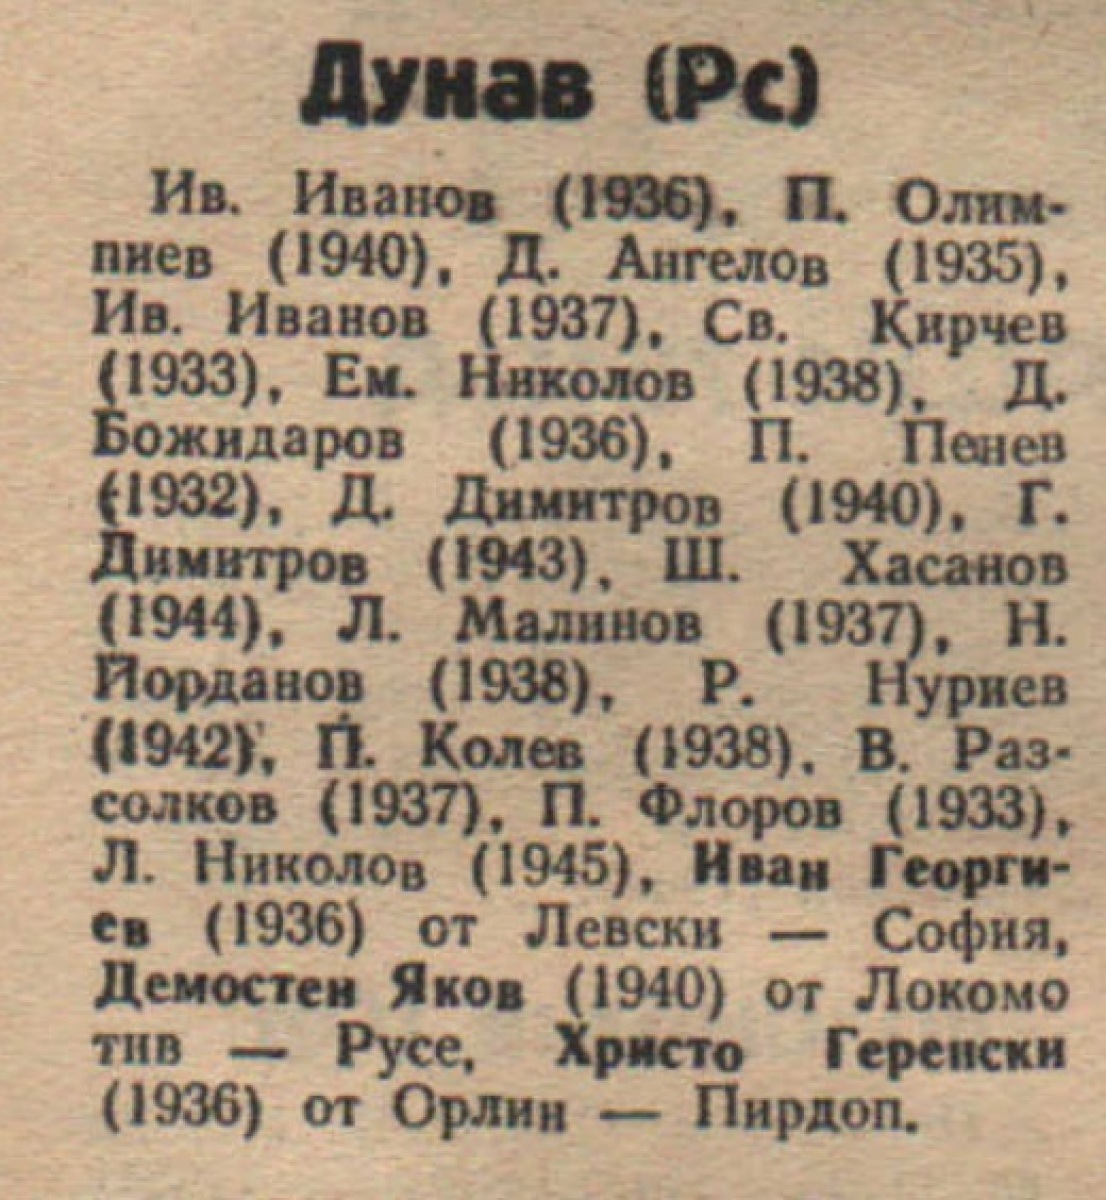 Дунав (Рс)
Ив. Иванов (1936), П. Олим-
пиев (1940), Д. Ангелов (1935),
Ив. Иванов (1937), Св. Кирчев
(1933), Ем. Николов (1938), Д.
Божидаров (1936), П. Пенев
(1932), Д. Димитров (1940), Г.
Димитров (1943), Ш. Хасанов
(1944), Л. Малинов (1937), Н.
Йорданов (1938), Р. Нуриев
(1942), П. Колев (1938), В. Раз-
солков (1937), П. Флоров (1933),
Л. Николов (1945), Иван Георги-
ев (1936) от Левски — София,
Демостен Яков (1940) от Локомо
тив — Русе, Христо Геренски
(1936) от Орлин — Пирдоп.